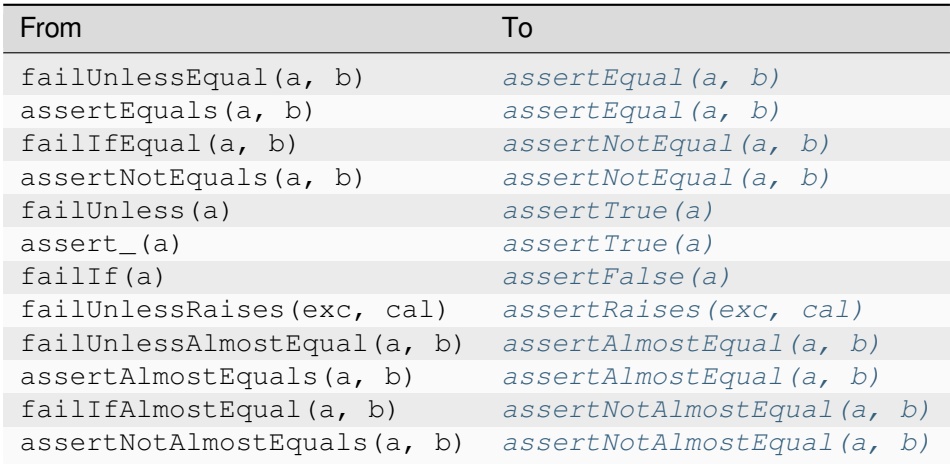 From To
failUnlessEqual(a, b) assertEqual(a, b)
assertEquals(a, b) assertEqual(a, b)
failIfEqual(a, b) assertNotEqual(a, b)
assertNotEquals(a, b) assertNotEqual(a, b)
failUnless(a) assertTrue(a)
assert_(a) assertTrue(a)
failIf(a) assertFalse(a)
failUnlessRaises(exc, cal) assertRaises(exc, cal)
failUnlessAlmostEqual(a, b) assertAlmostEqual(a, b)
assertAlmostEquals(a, b) assertAlmostEqual(a, b)
failIfAlmostEqual(a, b) assertNotAlmostEqual(a, b)
assertNotAlmostEquals(a, b) assertNotAlmostEqual(a, b)